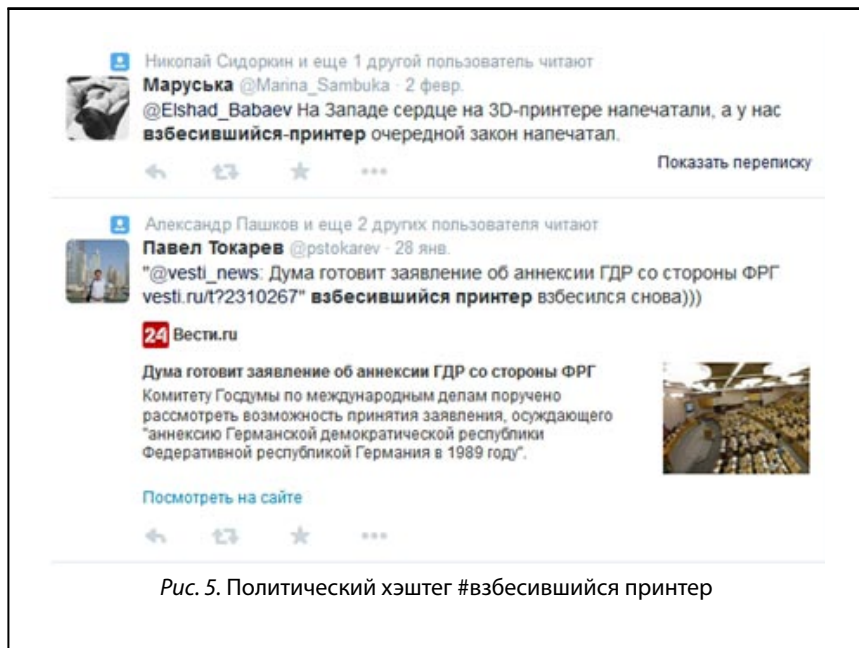 Николай Сидоркин и еще 1 другой пользователь читают
Маруська @Marina_Sambuka · 2 февр.
@Elshad_Babaev На Западе сердце на 3D-принтере напечатали, а у нас
взбесившийся-принтер очередной закон напечатал.
Показать переписку
Александр Пашков и еще 2 других пользователя читают
Павел Токарев @pstokarev · 28 янв.
"@vesti_news: Дума готовит заявление об аннексии ГДР со стороны ФРГ
vesti.ru/t?2310267" взбесившийся принтер взбесился снова)))
24 Вести.ru
Дума готовит заявление об аннексии ГДР со стороны ФРГ
Комитету Госдумы по международным делам поручено
рассмотреть возможность принятия заявления, осуждающего
"аннексию Германской демократической республики
Федеративной республикой Германия в 1989 году".
Посмотреть на сайте
Рис. 5. Политический хэштег #взбесившийся принтер